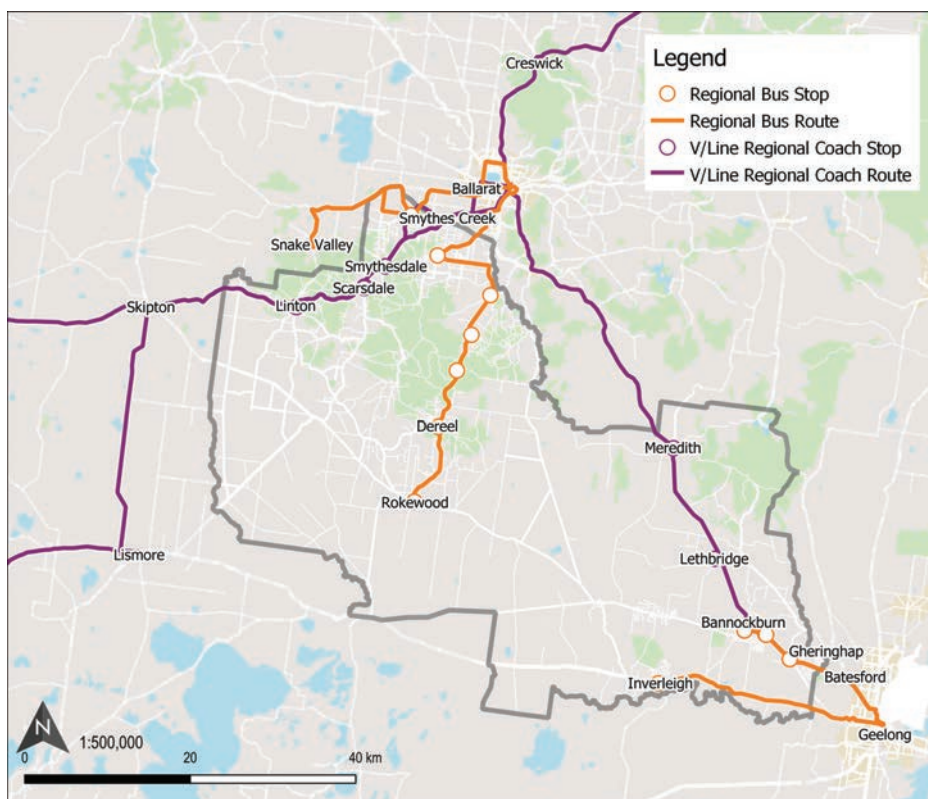 Creswick
Legend
Regional Bus Stop
Regional Bus Route
V/Line Regional Coach Stop
V/Line Regional Coach Route
Ballarat
Smythes Creek
Snake Valley
Smythesdale
Scarsdale
Skipton
Linton
Dereel
Meredith
Rokewood
Lismore
Lethbridge
Bannockburn
Gheringhap
Batesford
Inverleigh
Geelong
N
1:500,000
0 20 40 km